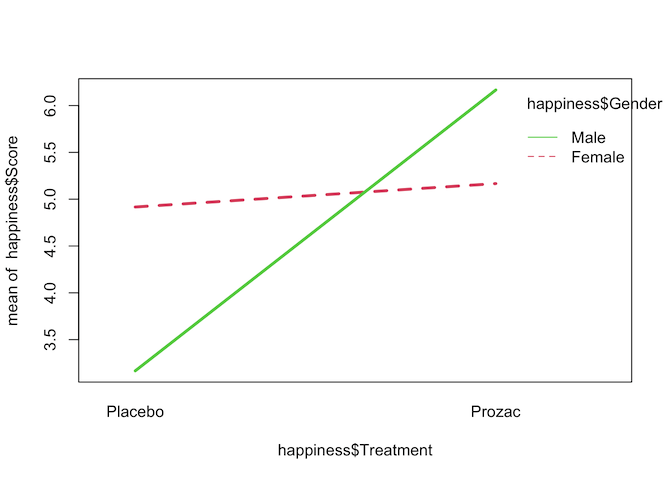 happiness$Gender
Male
Female
mean of  happiness$Score
6.0
5.5
5.0
4.5
4.0
3.5
Placebo
Prozac
happiness$Treatment